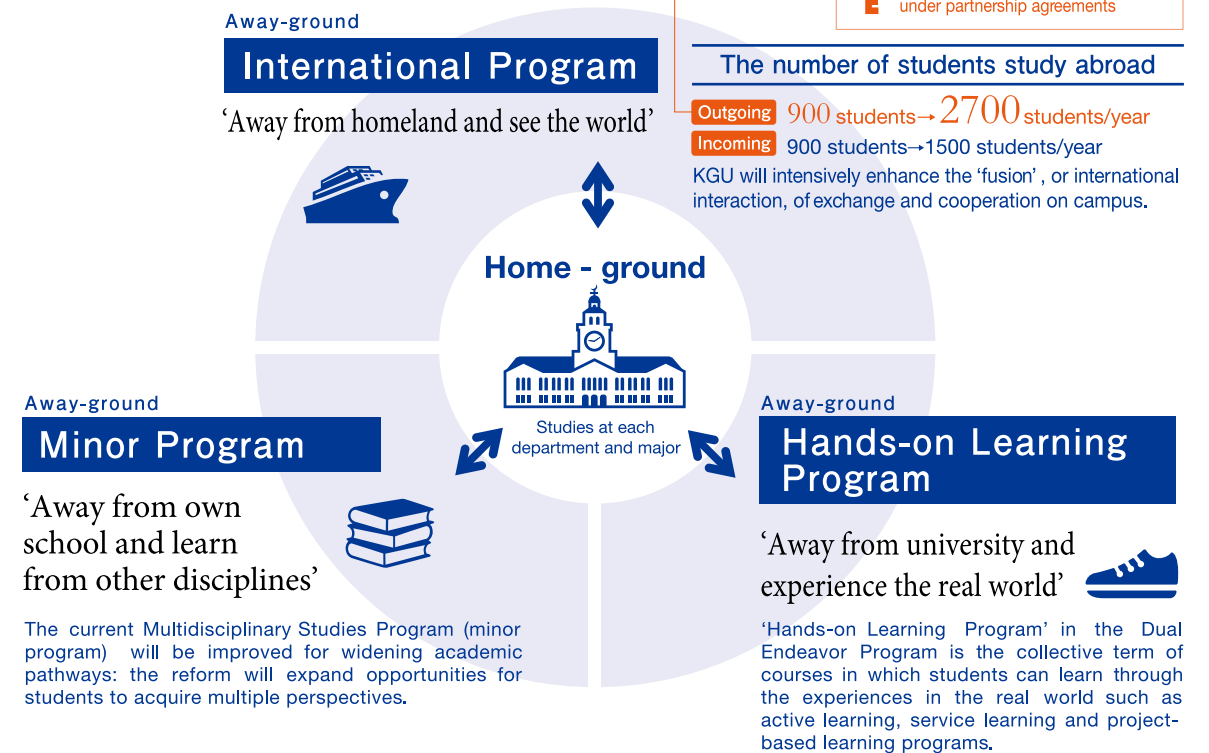 under partnership agreements
Away-ground
International Program
‘Away from homeland and see the world’
The number of students study abroad
Outgoing 900 students→2700 students/year
Incoming 900 students→1500 students/year
KGU will intensively enhance the ‘fusion’, or international
interaction, of exchange and cooperation on campus.
Home - ground
Studies at each
department and major
Away-ground
Minor Program
‘Away from own
school and learn
from other disciplines’
The current Multidisciplinary Studies Program (minor
program) will be improved for widening academic
pathways: the reform will expand opportunities for
students to acquire multiple perspectives.
Away-ground
Hands-on Learning
Program
‘Away from university and
experience the real world’
‘Hands-on Learning Program’ in the Dual
Endeavor Program is the collective term of
courses in which students can learn through
the experiences in the real world such as
active learning, service learning and project-
based learning programs.